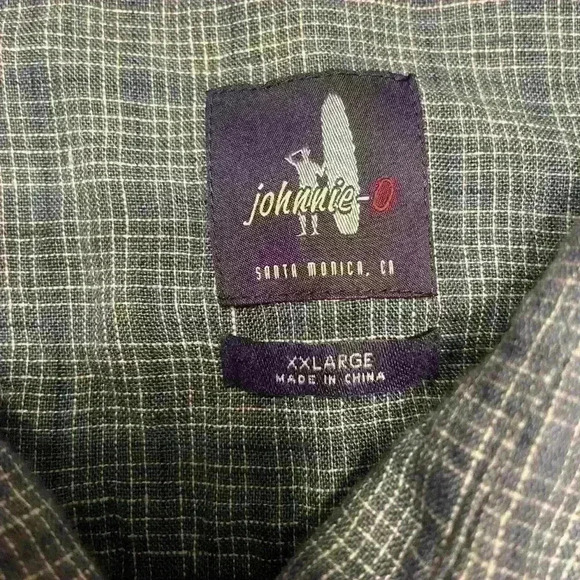 johnnie-O
SANTA MONICA, CA
XXLARGE
MADE IN CHINA